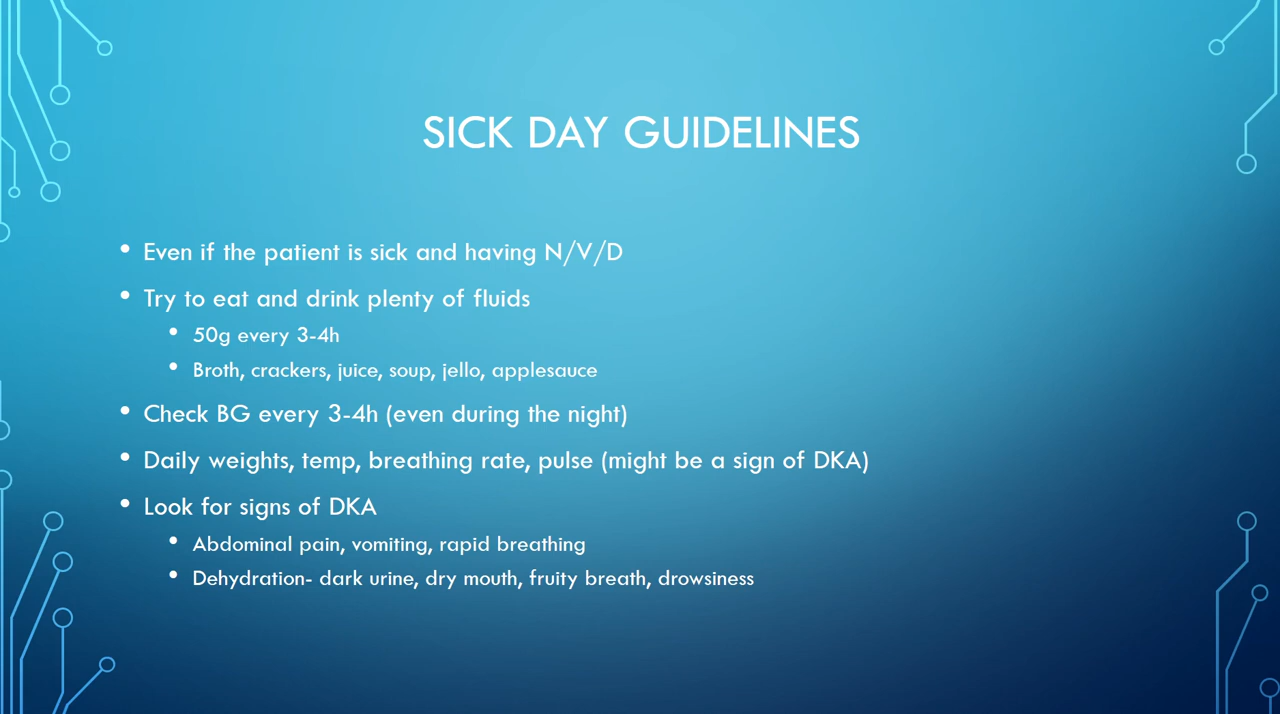 SICK DAY GUIDELINES
• Even if the patient is sick and having N/V/D
• Try to eat and drink plenty of fluids
• 50g every 3-4h
• Broth, crackers, juice, soup, jello, applesauce
• Check BG every 3-4h (even during the night)
• Daily weights, temp, breathing rate, pulse (might be a sign of DKA)
• Look for signs of DKA
• Abdominal pain, vomiting, rapid breathing
• Dehydration- dark urine, dry mouth, fruity breath, drowsiness